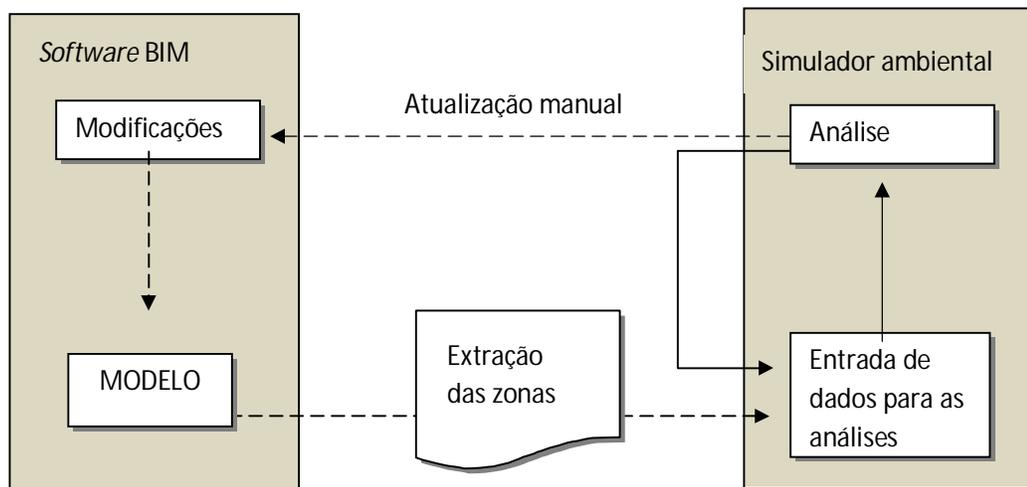 Software BIM
Simulador ambiental
Atualização manual
Modificações
Análise
Extração
das zonas
MODELO
Entrada de
dados para as
análises